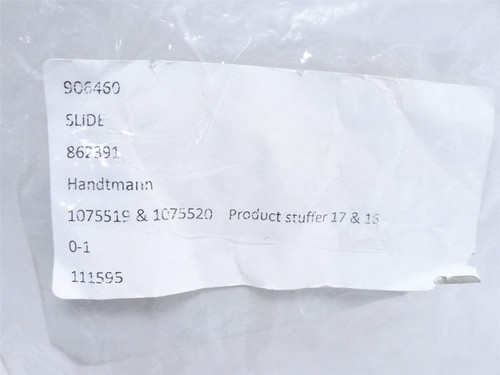 906460
SLIDE
862391
Handtmann
1075519 & 1075520 Product stuffer 17 & 16
0-1
111595